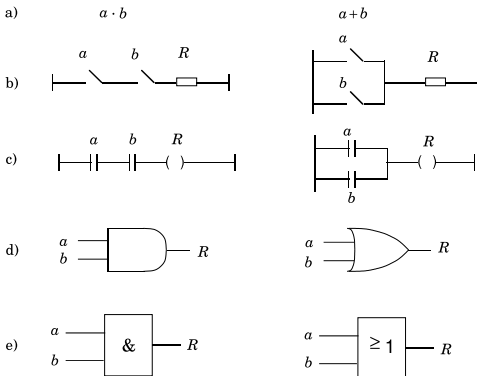 a) a · b a + b
a
a b R R
b)
b
a
a b R R
c) ( ) ( )
b
d) a R a R
b b
e) a & R a ≥ 1 R
b b